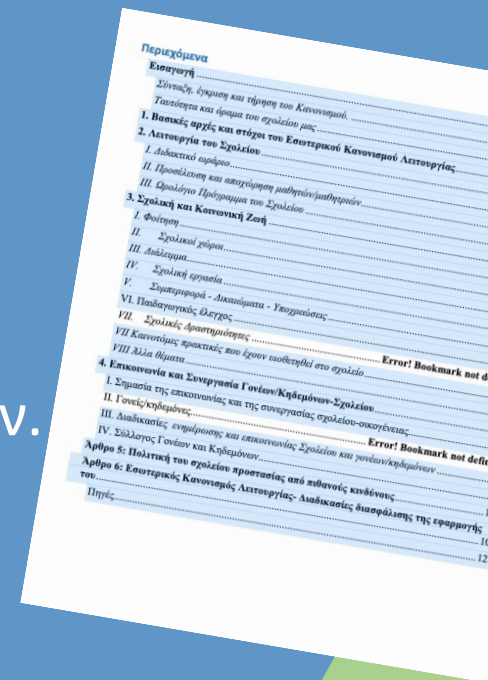 Περιεχόμενα
Εισαγωγή
Σύνταξη, έγκριση και τήρηση του Κανονισμού.
Ταυτότητα και όραμα του σχολείου μας
1. Βασικές αρχές και στόχοι του Εσωτερικού Κανονισμού Λειτουργίας
2. Λειτουργία του Σχολείου
I. Διδακτικό ωράριο
II. Προσέλευση και αποχώρηση μαθητών/μαθητριών
III. Ωρολόγιο Πρόγραμμα του Σχολείου
3. Σχολική και Κοινωνική Ζωή
I. Φοίτηση
II. Σχολικοί χώροι
III. Διάλειμμα
IV. Σχολική εργασία
V. Συμπεριφορά - Δικαιώματα - Υποχρεώσεις
VI. Παιδαγωγικός έλεγχος
VII. Σχολικές Δραστηριότητες Error! Bookmark not d
VII Καινοτόμες πρακτικές που έχουν υιοθετηθεί στο σχολείο
VIII Άλλα θέματα
4. Επικοινωνία και Συνεργασία Γονέων/Κηδεμόνων-Σχολείου
I. Σημασία της επικοινωνίας και της συνεργασίας σχολείου-οικογένειας
II. Γονείς/κηδεμόνες Error! Bookmark not defin
III. Διαδικασίες ενημέρωσης και επικοινωνίας Σχολείου και γονέων/κηδεμόνων
IV. Σύλλογος Γονέων και Κηδεμόνων
Άρθρο 5: Πολιτική του σχολείου προστασίας από πιθανούς κινδύνους
Άρθρο 6: Εσωτερικός Κανονισμός Λειτουργίας- Διαδικασίες διασφάλισης της εφαρμογής
του 10
Πηγές 12
ν.